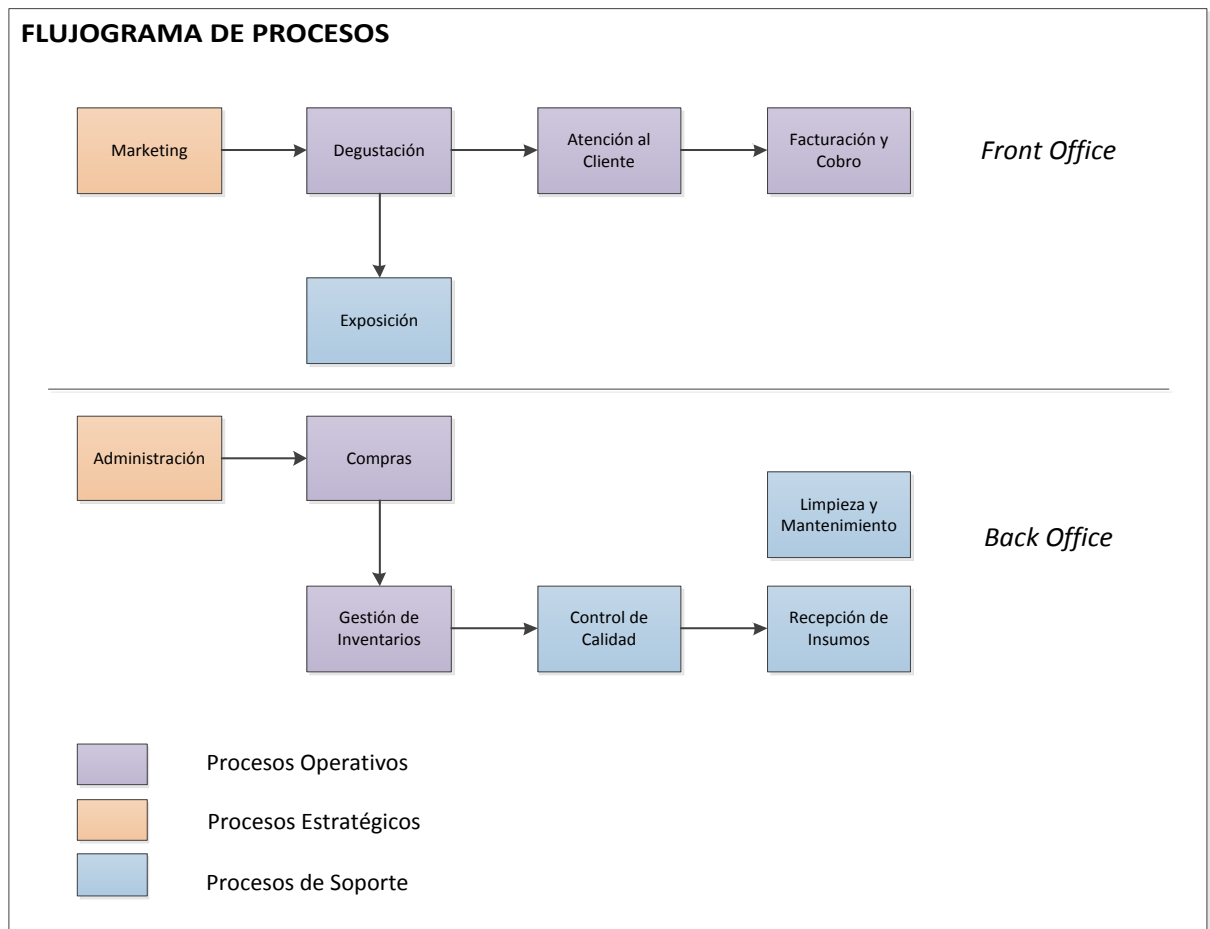 FLUJOGRAMA DE PROCESOS
Marketing
Degustación
Atención al
Cliente
Facturación y
Cobro
Front Office
Exposición
Administración
Compras
Limpieza y
Mantenimiento
Back Office
Gestión de
Inventarios
Control de
Calidad
Recepción de
Insumos
Procesos Operativos
Procesos Estratégicos
Procesos de Soporte